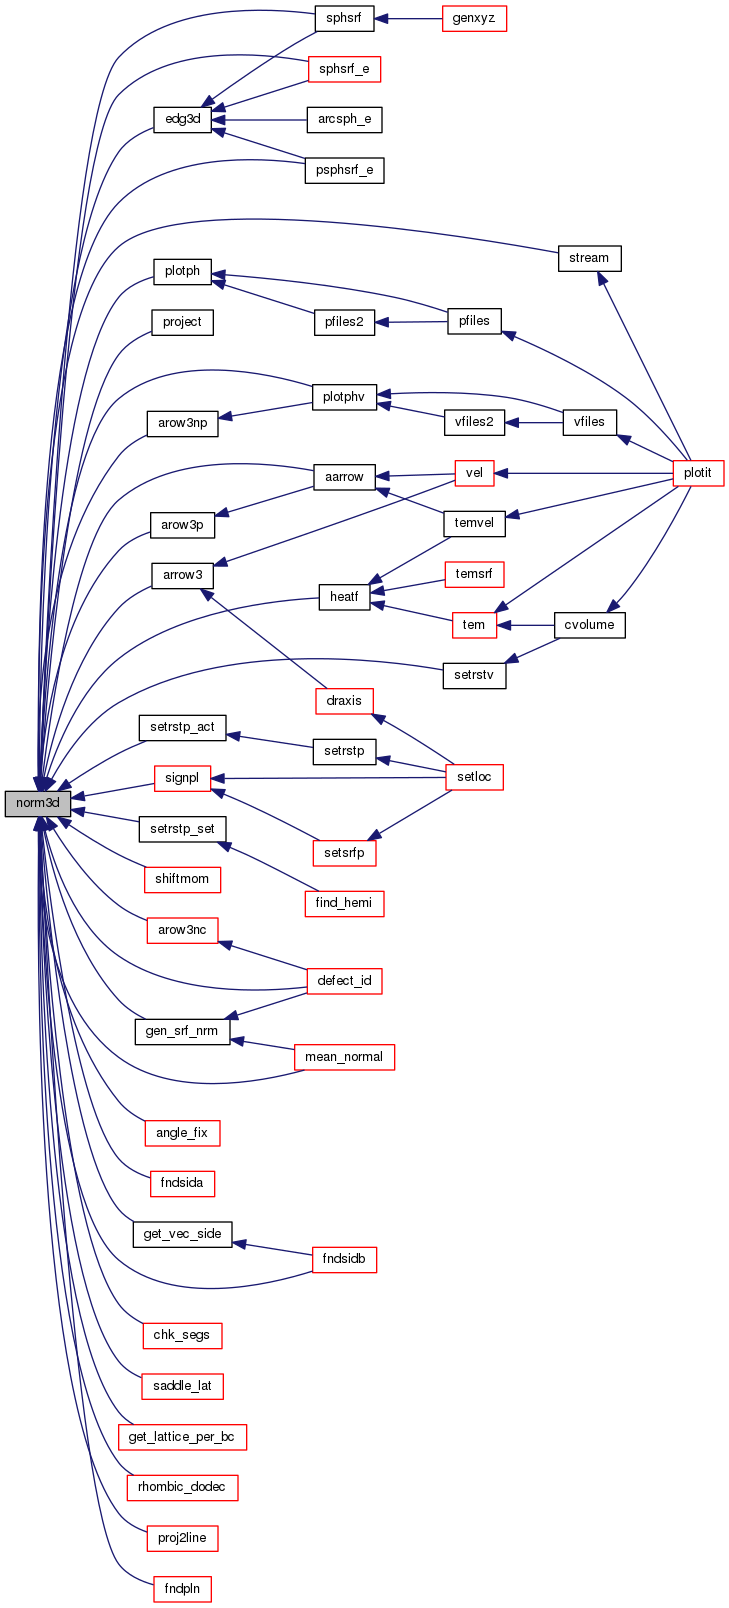 sphsrf
genxyz
sphsrf_e
edg3d
arcsph_e
psphsrf_e
stream
plotph
project
pfiles2
pfiles
plotphv
arow3np
vfiles2
vfiles
aarrow
vel
plotit
arow3p
temvel
arrow3
heatf
temsrf
tem
cvolume
setrstv
draxis
setrstp_act
setrstp
signpl
setloc
norm3d
setrstp_set
setsrfp
shiftmom
find_hemi
arow3nc
defect_id
gen_srf_nrm
mean_normal
angle_fix
fndsida
get_vec_side
fndsidb
chk_segs
saddle_lat
get_lattice_per_bc
rhombic_dodec
proj2line
fndpln